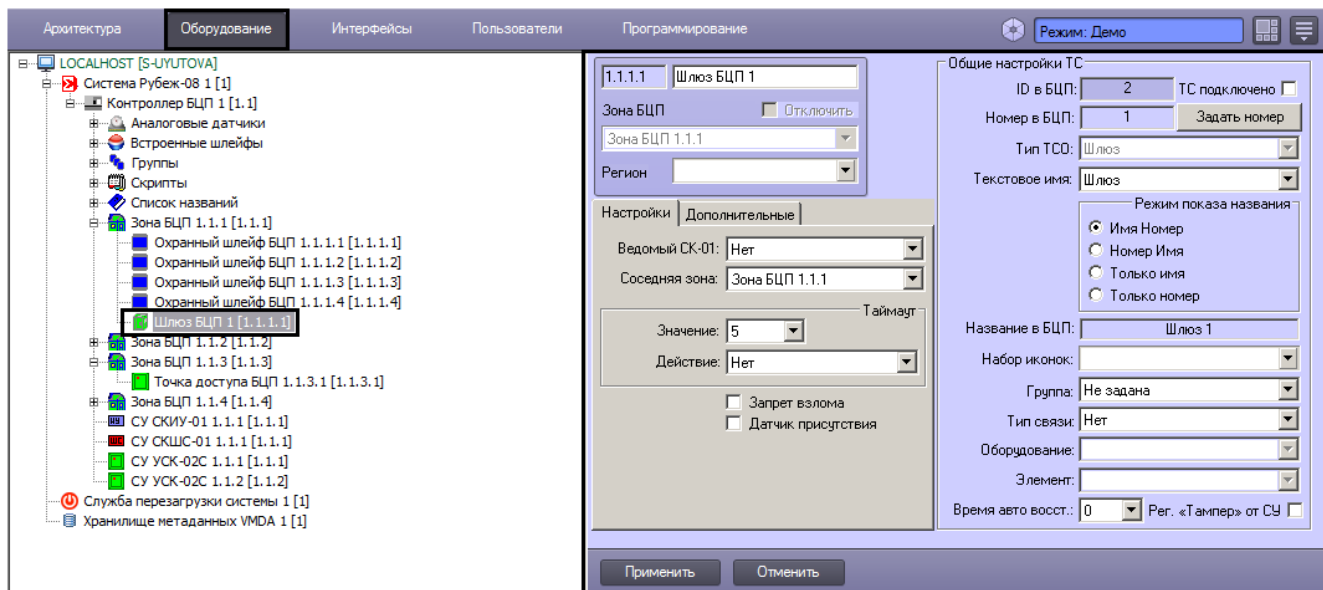 Архитектура Оборудование Интерфейсы Пользователи Программирование Режим: Демо
LOCALHOST [S-UYUTOVA]
Система Рубеж-08 1 [1]
Контроллер БЦП 1 [1.1]
Аналоговые датчики
Встроенные шлейфы
Группы
Скрипты
Список названий
Зона БЦП 1.1.1 [1.1.1]
Охранный шлейф БЦП 1.1.1.1 [1.1.1.1]
Охранный шлейф БЦП 1.1.1.2 [1.1.1.2]
Охранный шлейф БЦП 1.1.1.3 [1.1.1.3]
Охранный шлейф БЦП 1.1.1.4 [1.1.1.4]
Шлюз БЦП 1 [1.1.1.1]
Зона БЦП 1.1.2 [1.1.2]
Зона БЦП 1.1.3 [1.1.3]
Точка доступа БЦП 1.1.3.1 [1.1.3.1]
Зона БЦП 1.1.4 [1.1.4]
СУ СКИУ-01 1.1.1 [1.1.1]
СУ СКШС-01 1.1.1 [1.1.1]
СУ УСК-02С 1.1.1 [1.1.1]
СУ УСК-02С 1.1.2 [1.1.2]
Служба перезагрузки системы 1 [1]
Хранилище метаданных VMDA 1 [1]
1.1.1.1 Шлюз БЦП 1
Зона БЦП Отключить
Зона БЦП 1.1.1
Регион
Настройки Дополнительные
Ведомый СК-01: Нет
Соседняя зона: Зона БЦП 1.1.1
Таймаут
Значение: 5
Действие: Нет
Запрет взлома
Датчик присутствия
Общие настройки ТС
ID в БЦП: 2 ТС подключено
Номер в БЦП: 1 Задать номер
Тип ТСО: Шлюз
Текстовое имя: Шлюз
Режим показа названия
Имя Номер
Номер Имя
Только имя
Только номер
Название в БЦП: Шлюз 1
Набор иконок:
Группа: Не задана
Тип связи: Нет
Оборудование:
Элемент:
Время авто восст.: 0 Рег. «Тампер» от СУ
Применить Отменить